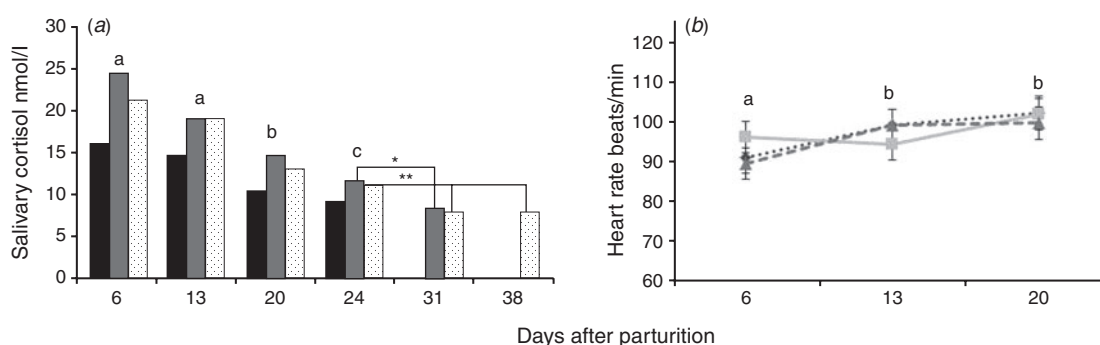 (a)
Salivary cortisol nmol/l
30
25
20
15
10
5
0
a
a
b
c
*
**
6 13 20 24 31 38
(b)
Heart rate beats/min
120
110
100
90
80
70
60
a
b
b
6 13 20
Days after parturition